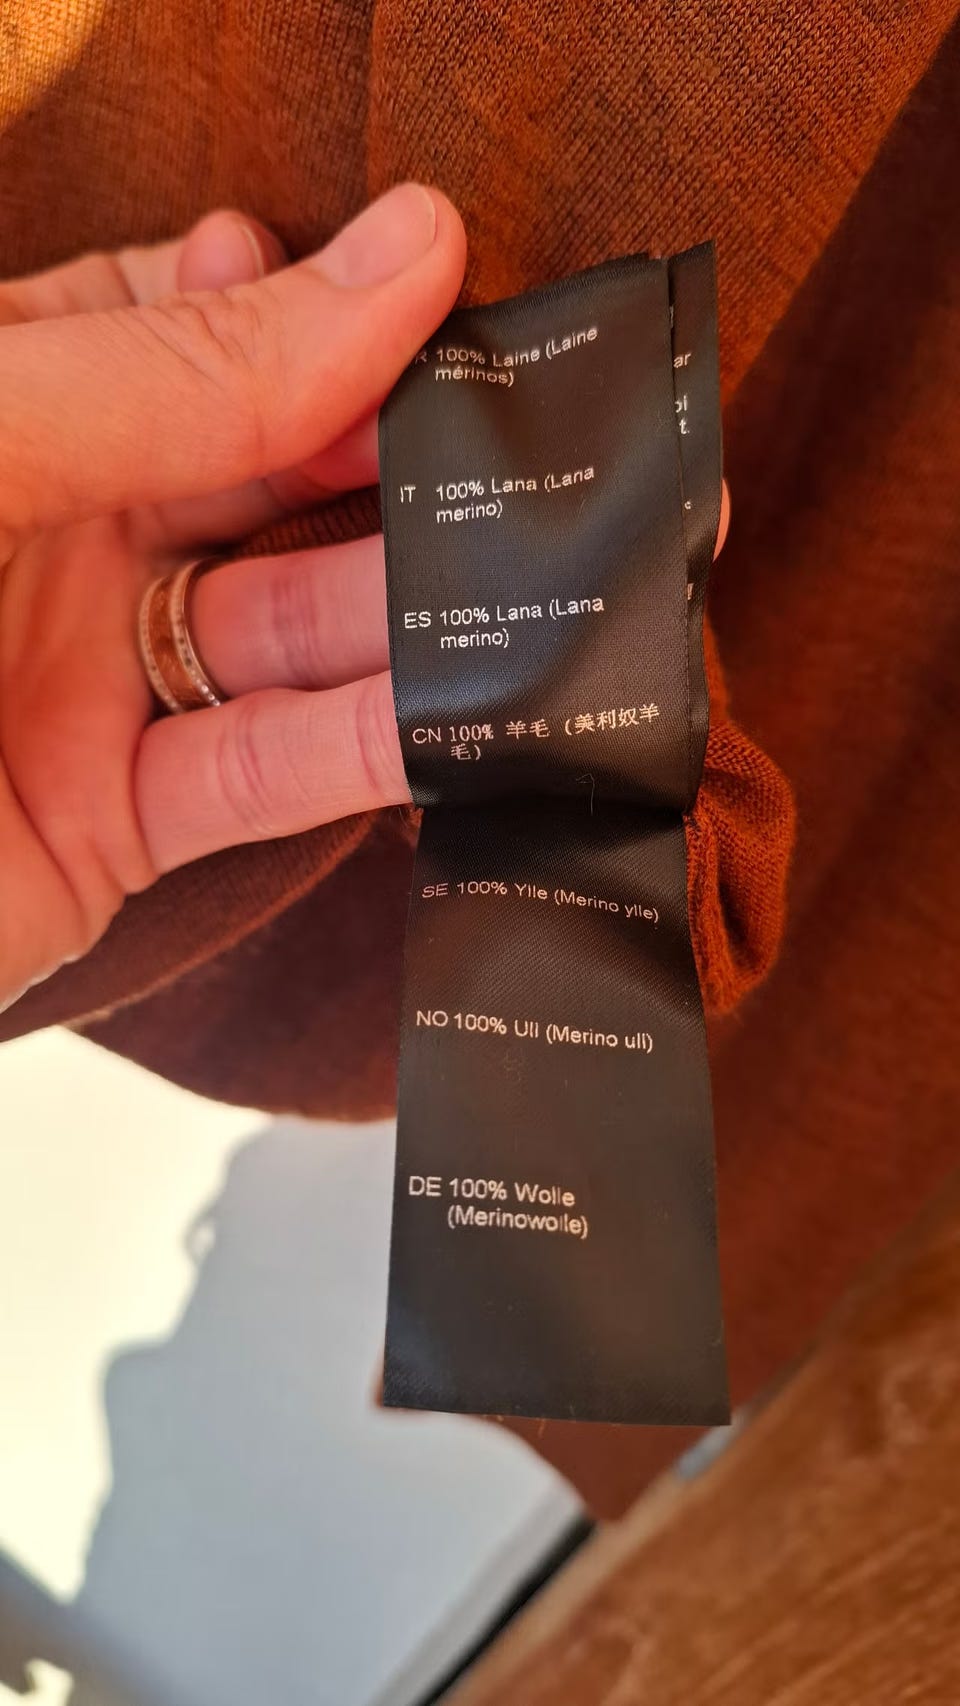 R 100% Laine (Laine
mérinos)
IT 100% Lana (Lana
merino)
ES 100% Lana (Lana
merino)
CN 100% 羊毛 (美利奴羊
毛)
SE 100% Ylle (Merino ylle)
NO 100% Ull (Merino ull)
DE 100% Wolle
(Merinowolle)
ar
t.